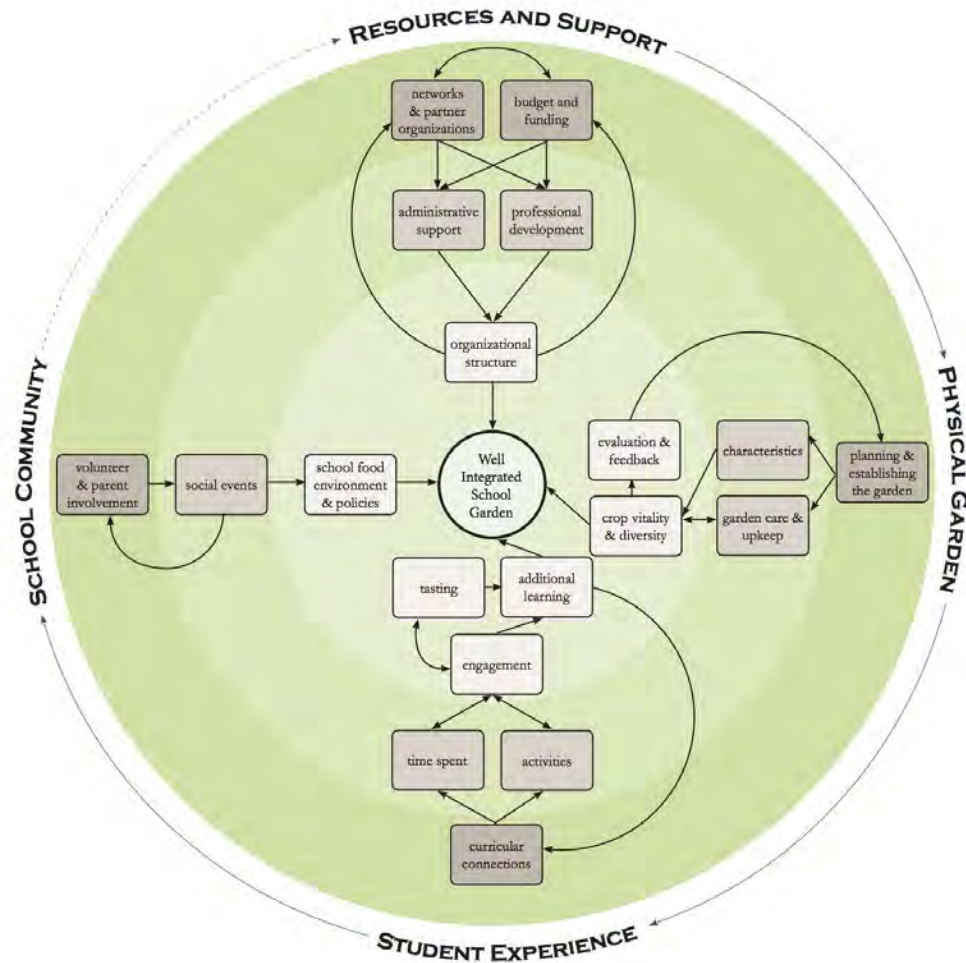 RESOURCES AND SUPPORT
networks
& partner
organizations
budget and
funding
administrative
support
professional
development
organizational
structure
PHYSICAL GARDEN
evaluation &
feedback
characteristics
planning &
establishing
the garden
crop vitality
& diversity
garden care &
upkeep
SCHOOL COMMUNITY
volunteer
& parent
involvement
social events
school food
environment
& policies
Well
Integrated
School
Garden
tasting
additional
learning
engagement
time spent
activities
curricular
connections
STUDENT EXPERIENCE